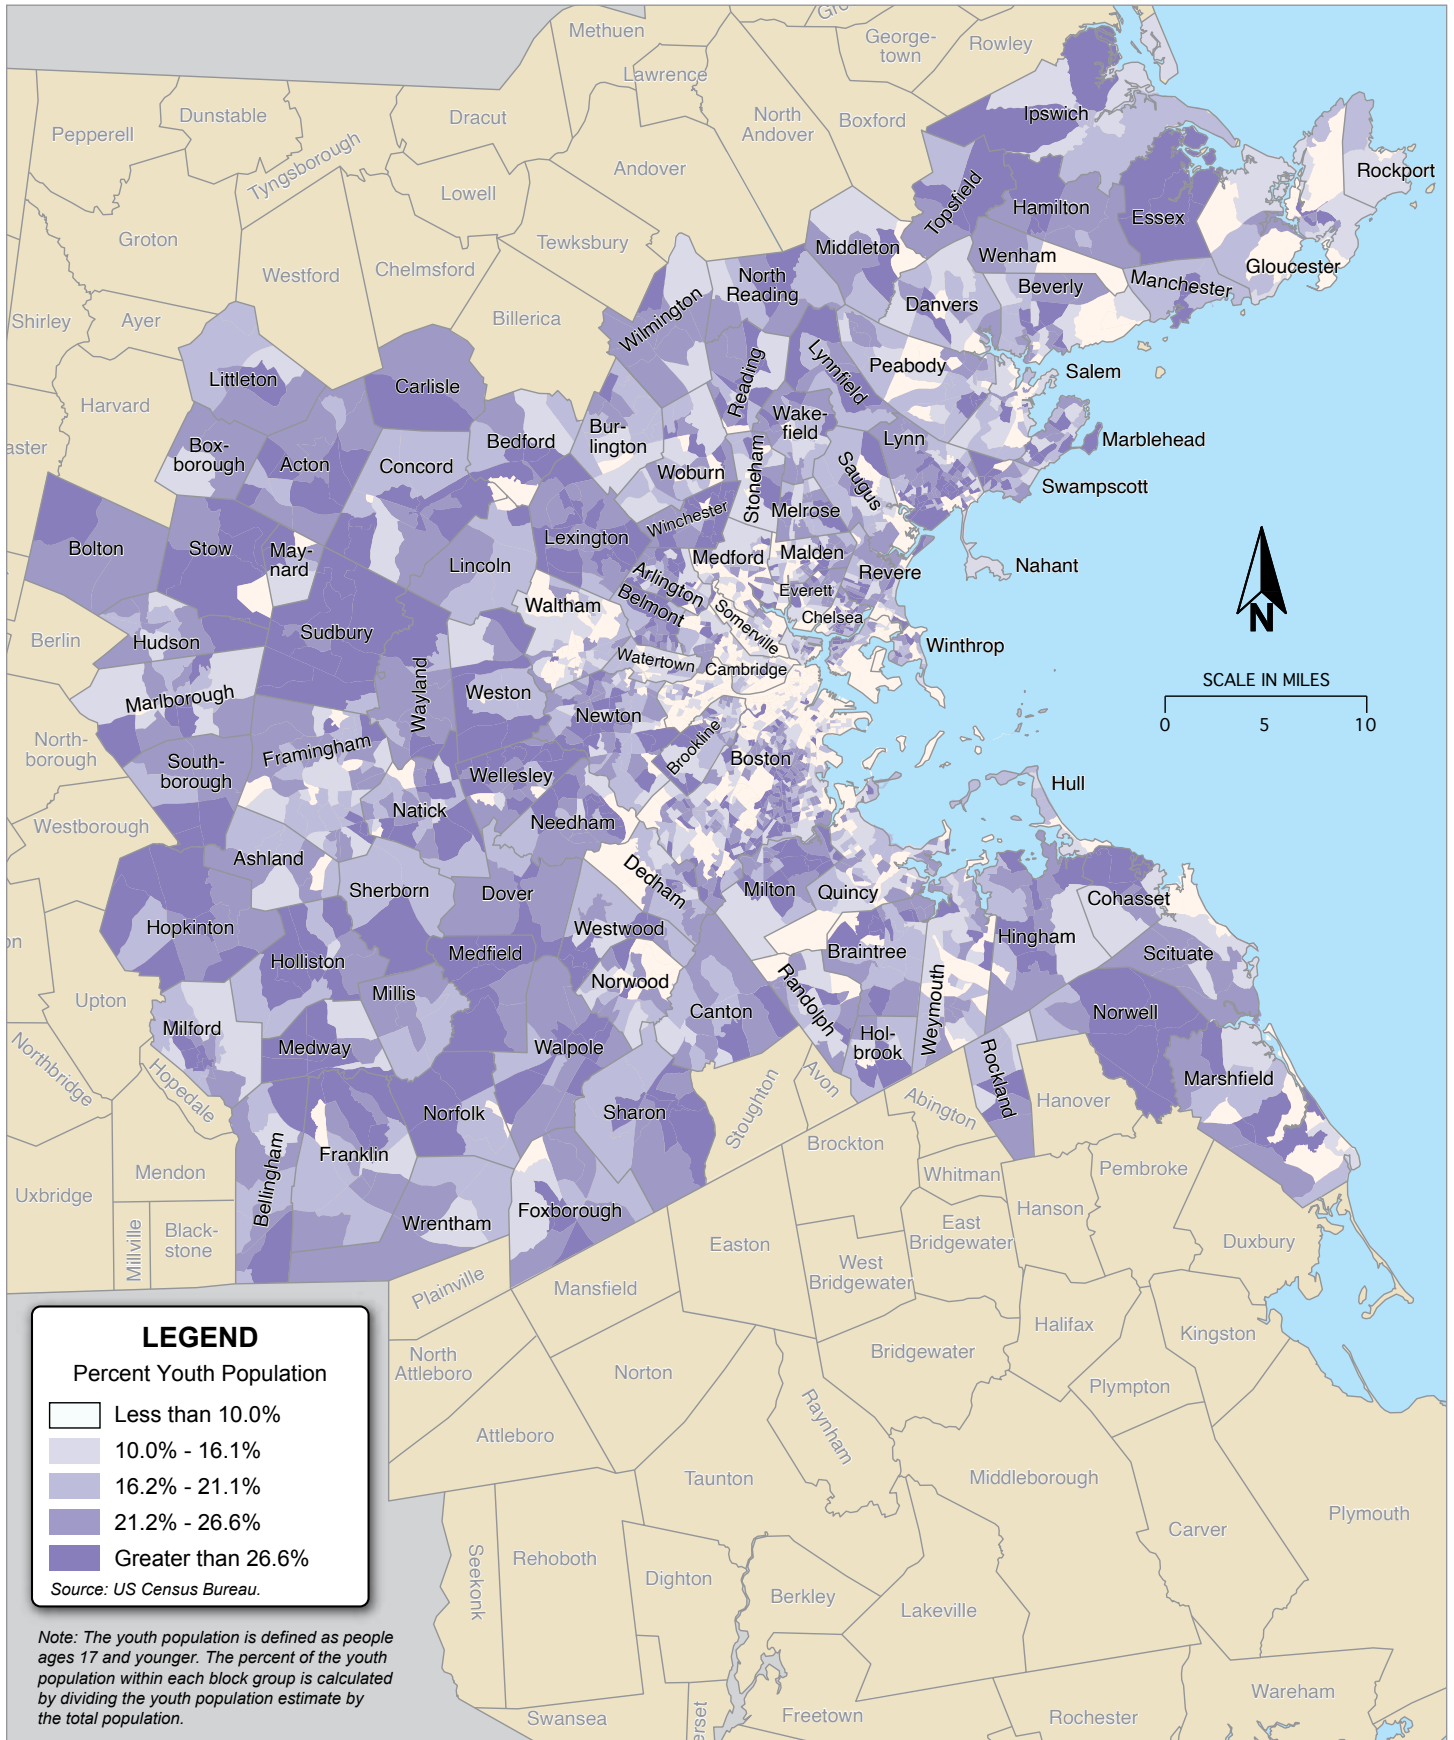 Methuen
Gro
George-
town
Rowley
Lawrence
Dunstable
Pepperell
Dracut
North
Andover
Boxford
Ipswich
Tyngsborough
Andover
Rockport
Lowell
Topsfield
Hamilton
Essex
Groton
Tewksbury
Middleton
Westford
Chelmsford
Wenham
Gloucester
North
Reading
Beverly
Manchester
Danvers
Shirley
Ayer
Billerica
Wilmington
Littleton
Carlisle
Reading
Lynnfield
Peabody
Salem
Harvard
aster
Box-
borough
Acton
Concord
Bedford
Bur-
lington
Wake-
field
Lynn
Marblehead
Woburn
Stoneham
Saugus
Swampscott
Bolton
Stow
May-
nard
Lincoln
Lexington
Winchester
Melrose
Medford
Malden
Revere
Nahant
Arlington
Everett
Belmont
Waltham
Somerville
Chelsea
N
Berlin
Hudson
Sudbury
Watertown
Cambridge
Winthrop
Marlborough
Wayland
Weston
SCALE IN MILES
0 5 10
North-
borough
Newton
Framingham
South-
borough
Brookline
Boston
Wellesley
Hull
Westborough
Natick
Needham
Ashland
Sherborn
Dover
Dedham
Milton
Quincy
Cohasset
Hopkinton
Westwood
Hingham
on
Holliston
Medfield
Braintree
Scituate
Upton
Millis
Norwood
Randolph
Weymouth
Canton
Norwell
Milford
Medway
Walpole
Hol-
brook
Northbridge
Hopedale
Rockland
Marshfield
Norfolk
Sharon
Stoughton
Avon
Abington
Hanover
Franklin
Brockton
Mendon
Bellingham
Whitman
Pembroke
Uxbridge
Foxborough
Hanson
Wrentham
Millville
Black-
stone
Easton
East
Bridgewater
Duxbury
West
Bridgewater
Plainville
Mansfield
Halifax
Kingston
North
Attleboro
Norton
Bridgewater
Plympton
Raynham
Attleboro
Taunton
Middleborough
Plymouth
Carver
Seekonk
Rehoboth
Dighton
Berkley
Lakeville
Wareham
Swansea
erset
Freetown
Rochester
LEGEND
Percent Youth Population
Less than 10.0%
10.0% - 16.1%
16.2% - 21.1%
21.2% - 26.6%
Greater than 26.6%
Source: US Census Bureau.
Note: The youth population is defined as people
ages 17 and younger. The percent of the youth
population within each block group is calculated
by dividing the youth population estimate by
the total population.